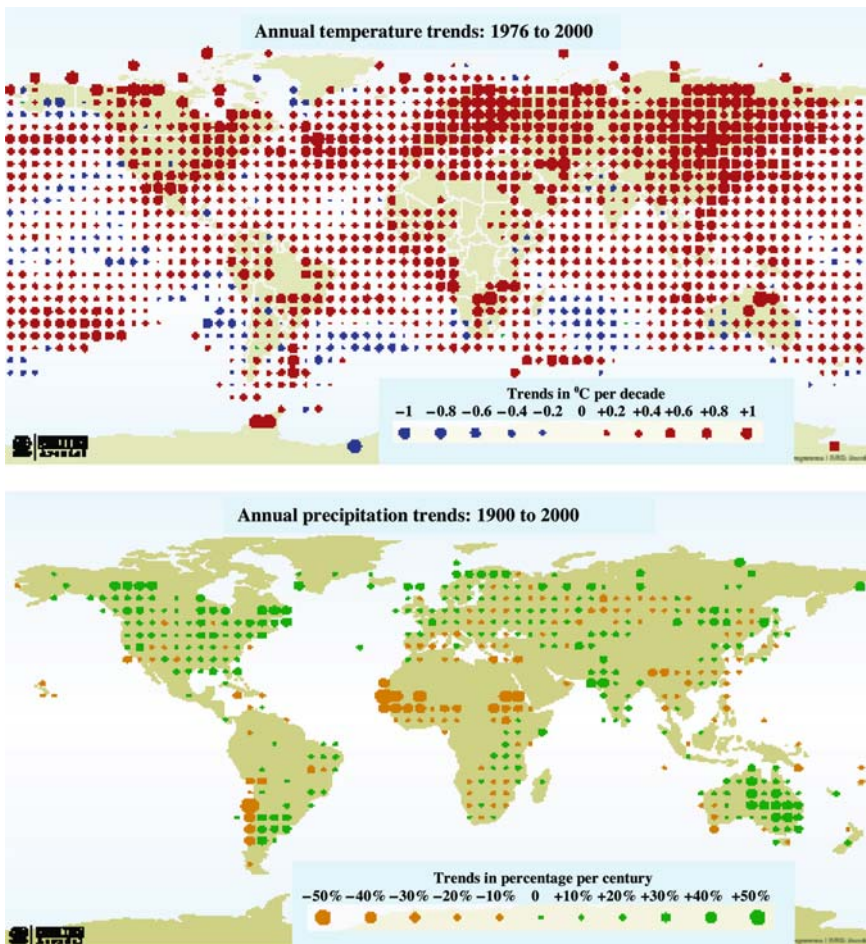 Annual temperature trends: 1976 to 2000
Trends in ⁰C per decade
−1 −0.8 −0.6 −0.4 −0.2 0 +0.2 +0.4 +0.6 +0.8 +1
Annual precipitation trends: 1900 to 2000
Trends in percentage per century
−50% −40% −30% −20% −10% 0 +10% +20% +30% +40% +50%